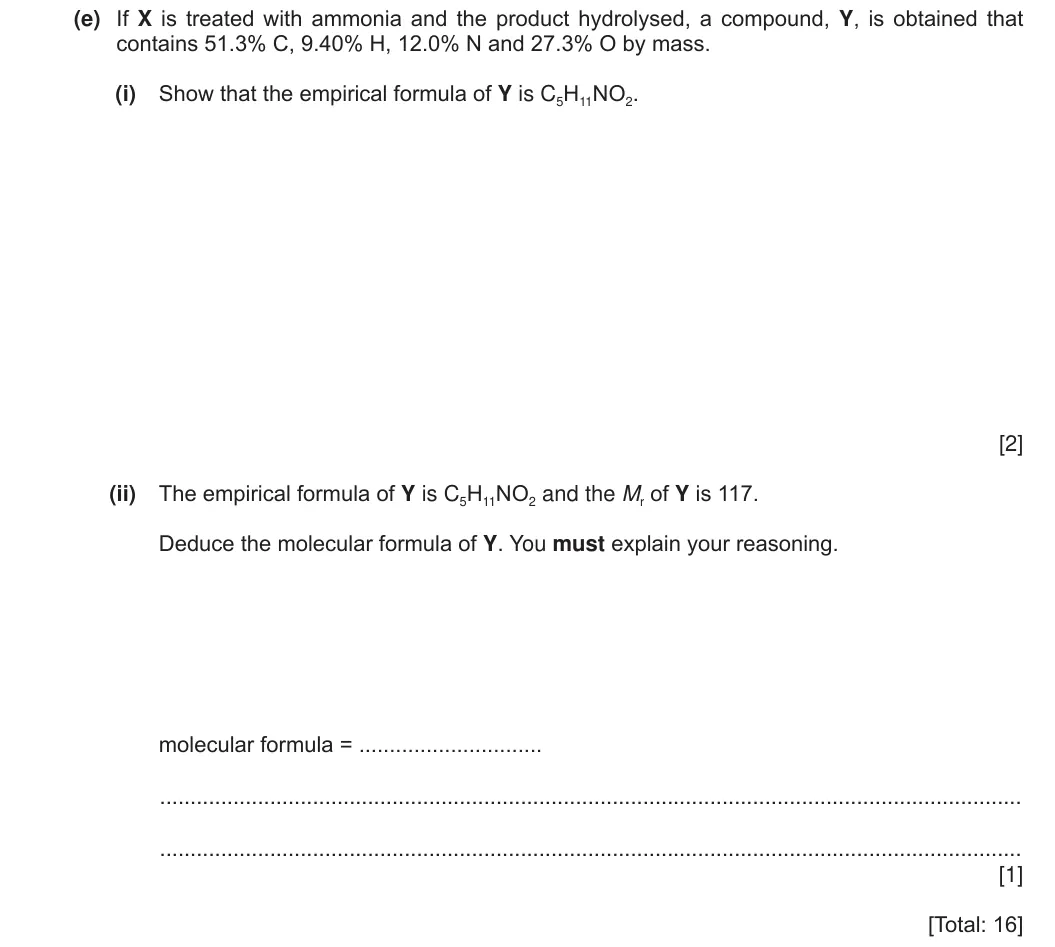 (e) If X is treated with ammonia and the product hydrolysed, a compound, Y, is obtained that
contains 51.3% C, 9.40% H, 12.0% N and 27.3% O by mass.
(i) Show that the empirical formula of Y is C₅H₁₁NO₂.
[2]
(ii) The empirical formula of Y is C₅H₁₁NO₂ and the Mᵣ of Y is 117.
Deduce the molecular formula of Y. You must explain your reasoning.
molecular formula = ..............................
................................................................................................................................................
................................................................................................................................................
[1]
[Total: 16]